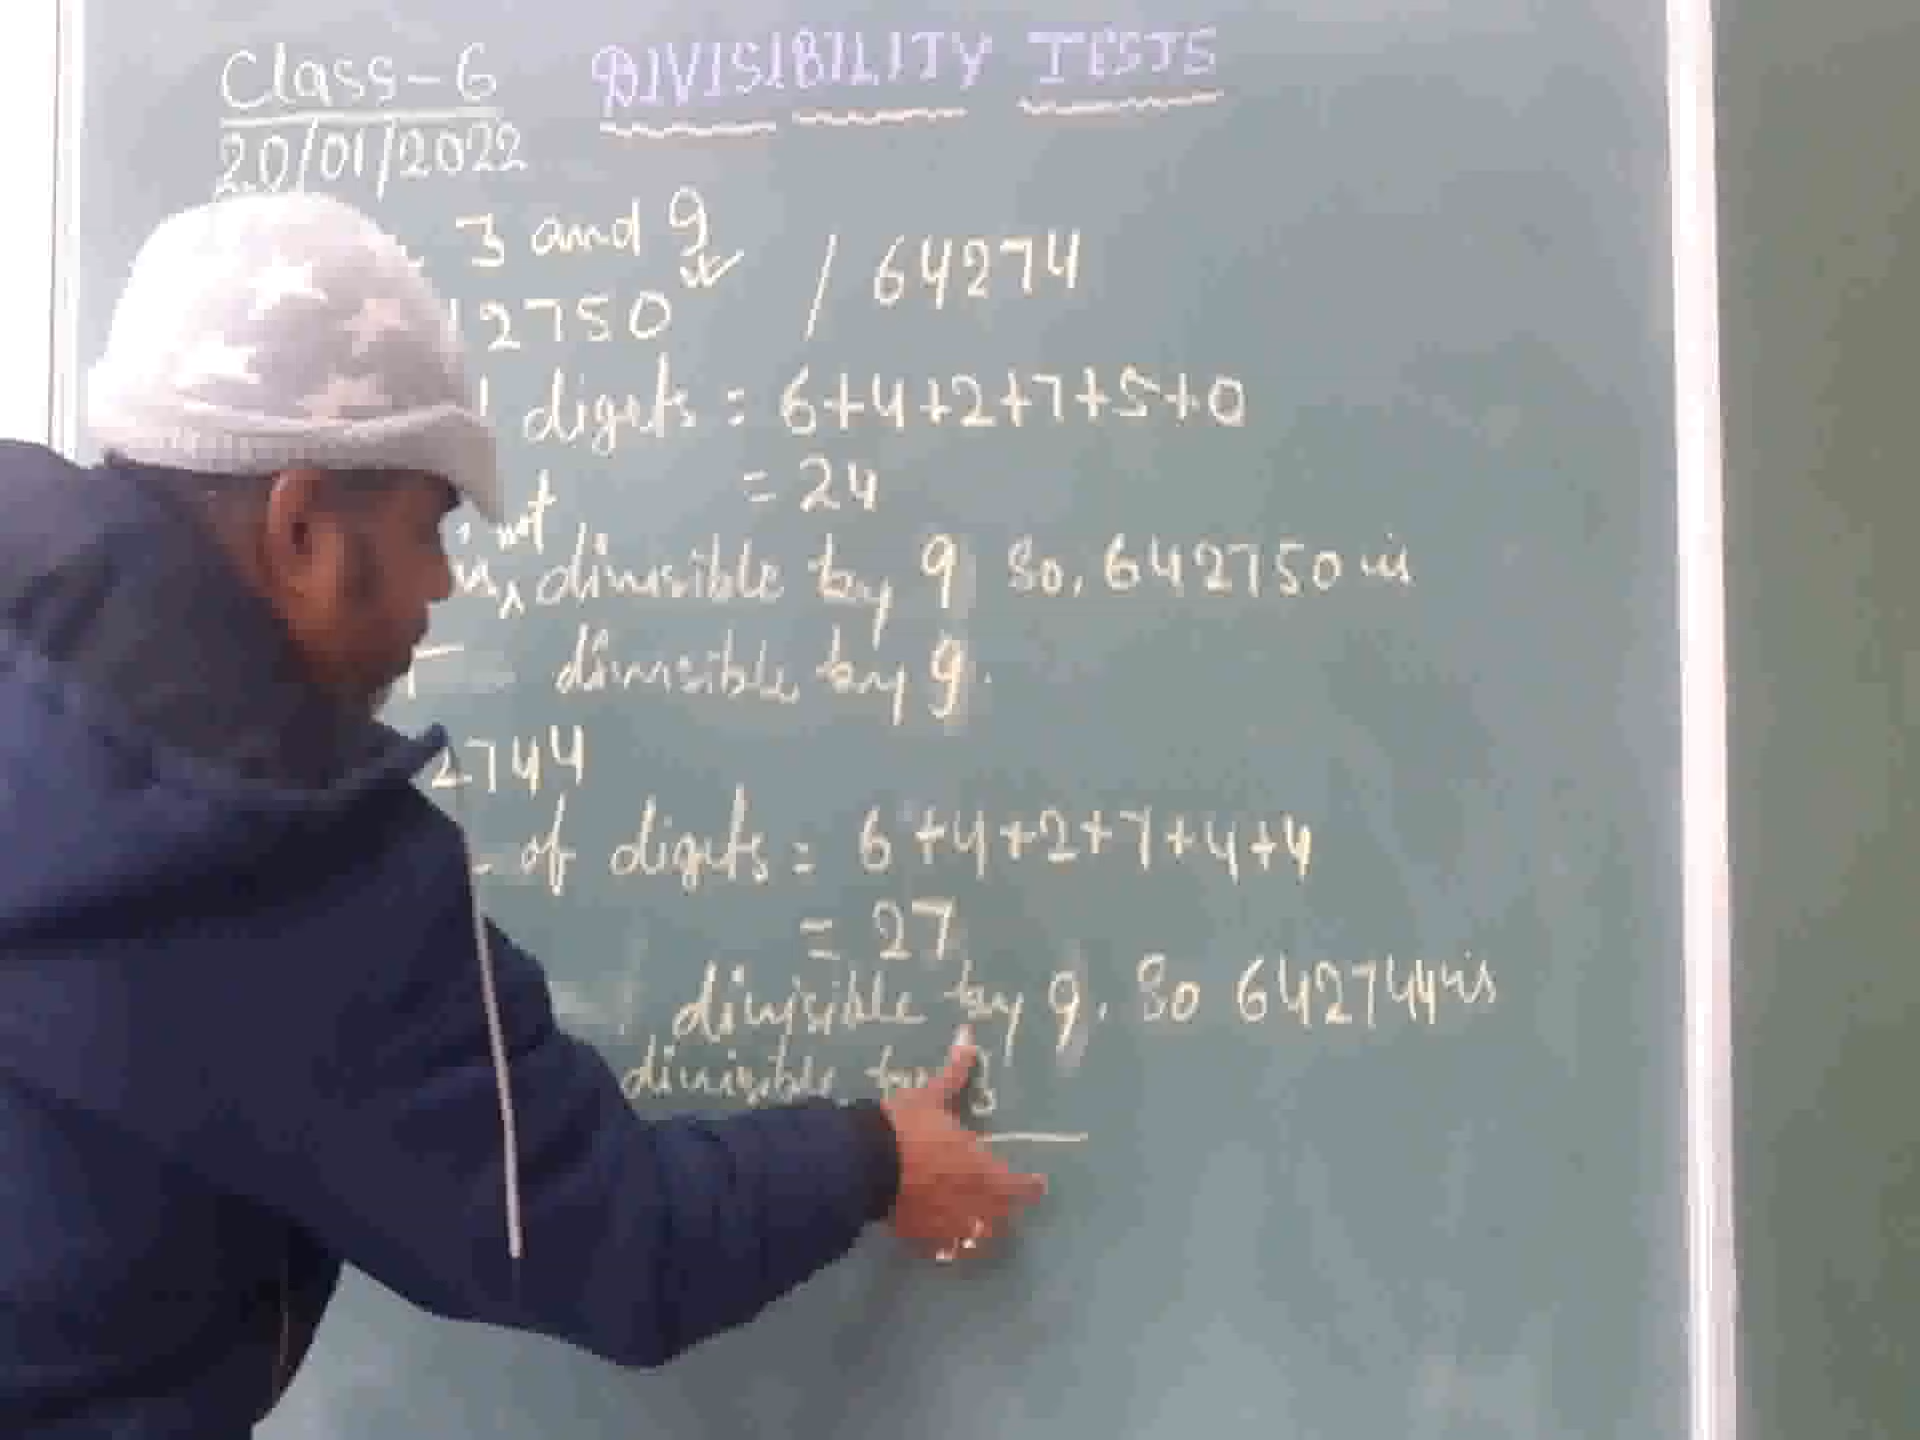 Class-6 DIVISIBILITY TESTS
20/01/2022
3 and 9
12750 / 64274
digits = 6+4+2+7+5+0
= 24
not
is ^ divisible by 9 So, 642750 is
divisible by 9.
2744
of digits = 6+4+2+7+4+4
= 27
divisible by 9. So 642744 is
divisible by